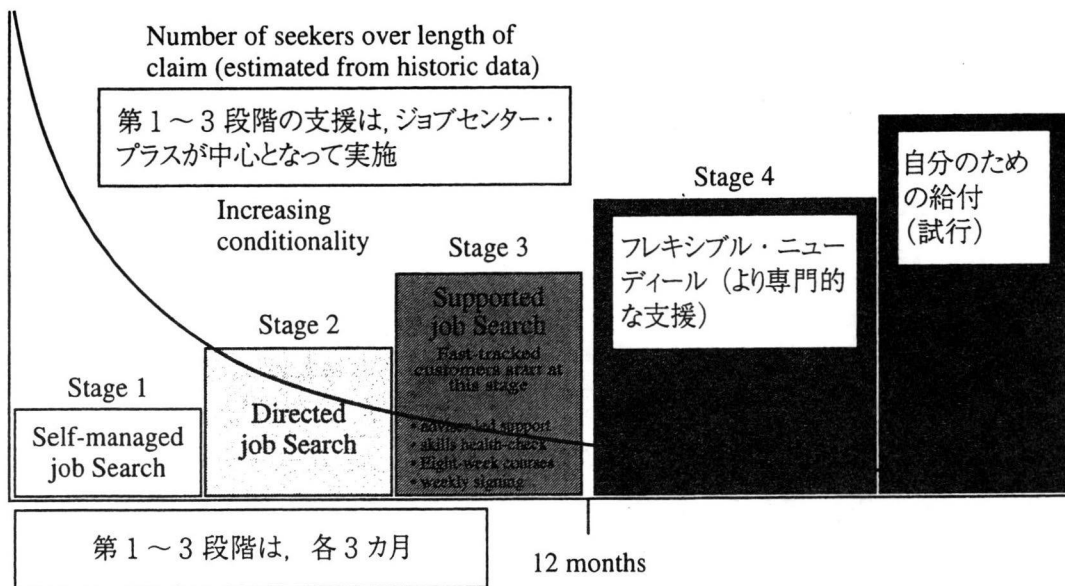 Number of seekers over length of
claim (estimated from historic data)
第1～3段階の支援は，ジョブセンター・
プラスが中心となって実施
Increasing
conditionality
Stage 1
Self-managed
job Search
Stage 2
Directed
job Search
Stage 3
Supported
job Search
Fast-tracked
customers start at
this stage
• adviser-led support
• skills health-check
• Eight-week courses
• weekly signing
Stage 4
フレキシブル・ニュー
ディール（より専門的
な支援）
自分のため
の給付
（試行）
第1～3段階は，各3カ月
12 months